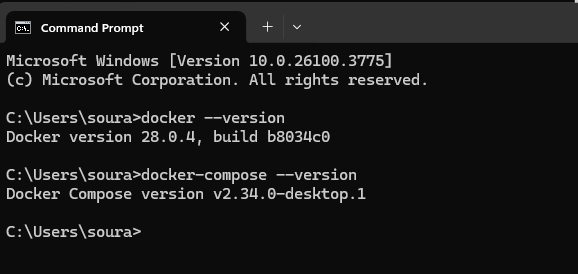 Command Prompt
Microsoft Windows [Version 10.0.26100.3775]
(c) Microsoft Corporation. All rights reserved.
C:\Users\soura>docker --version
Docker version 28.0.4, build b8034c0
C:\Users\soura>docker-compose --version
Docker Compose version v2.34.0-desktop.1
C:\Users\soura>